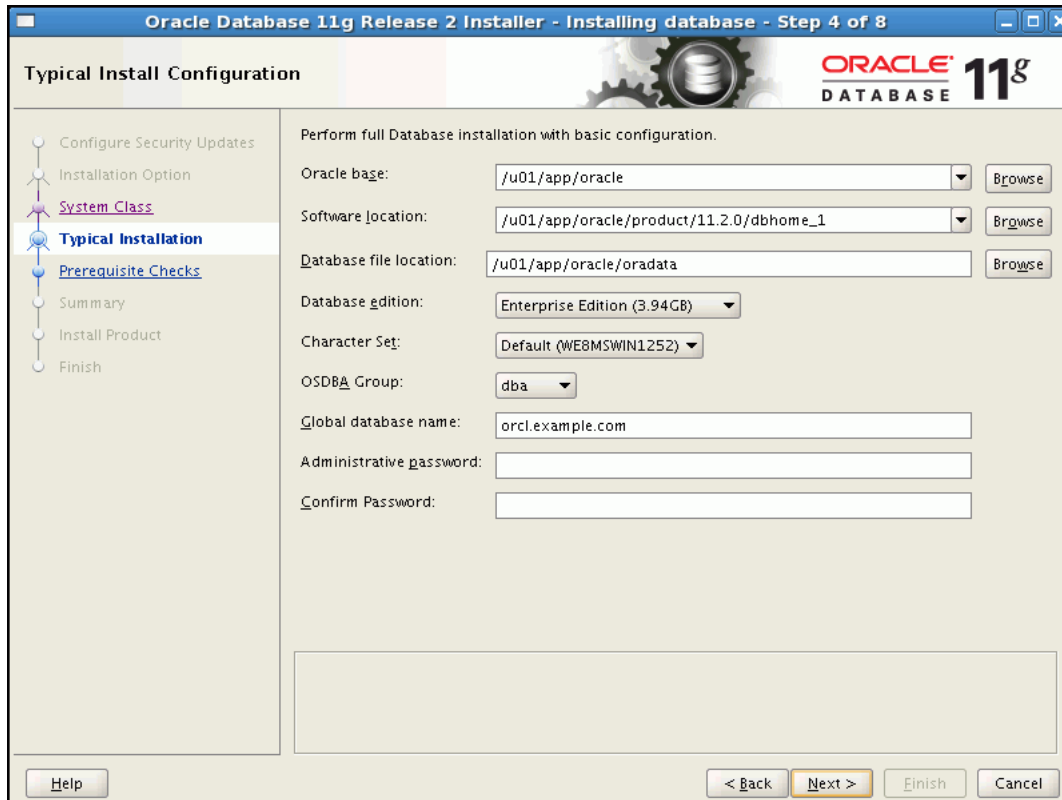 Oracle Database 11g Release 2 Installer - Installing database - Step 4 of 8
Typical Install Configuration
ORACLE
DATABASE
11g
Configure Security Updates
Installation Option
System Class
Typical Installation
Prerequisite Checks
Summary
Install Product
Finish
Perform full Database installation with basic configuration.
Oracle base: /u01/app/oracle Browse
Software location: /u01/app/oracle/product/11.2.0/dbhome_1 Browse
Database file location: /u01/app/oracle/oradata Browse
Database edition: Enterprise Edition (3.94GB)
Character Set: Default (WE8MSWIN1252)
OSDBA Group: dba
Global database name: orcl.example.com
Administrative password:
Confirm Password:
Help < Back Next > Finish Cancel